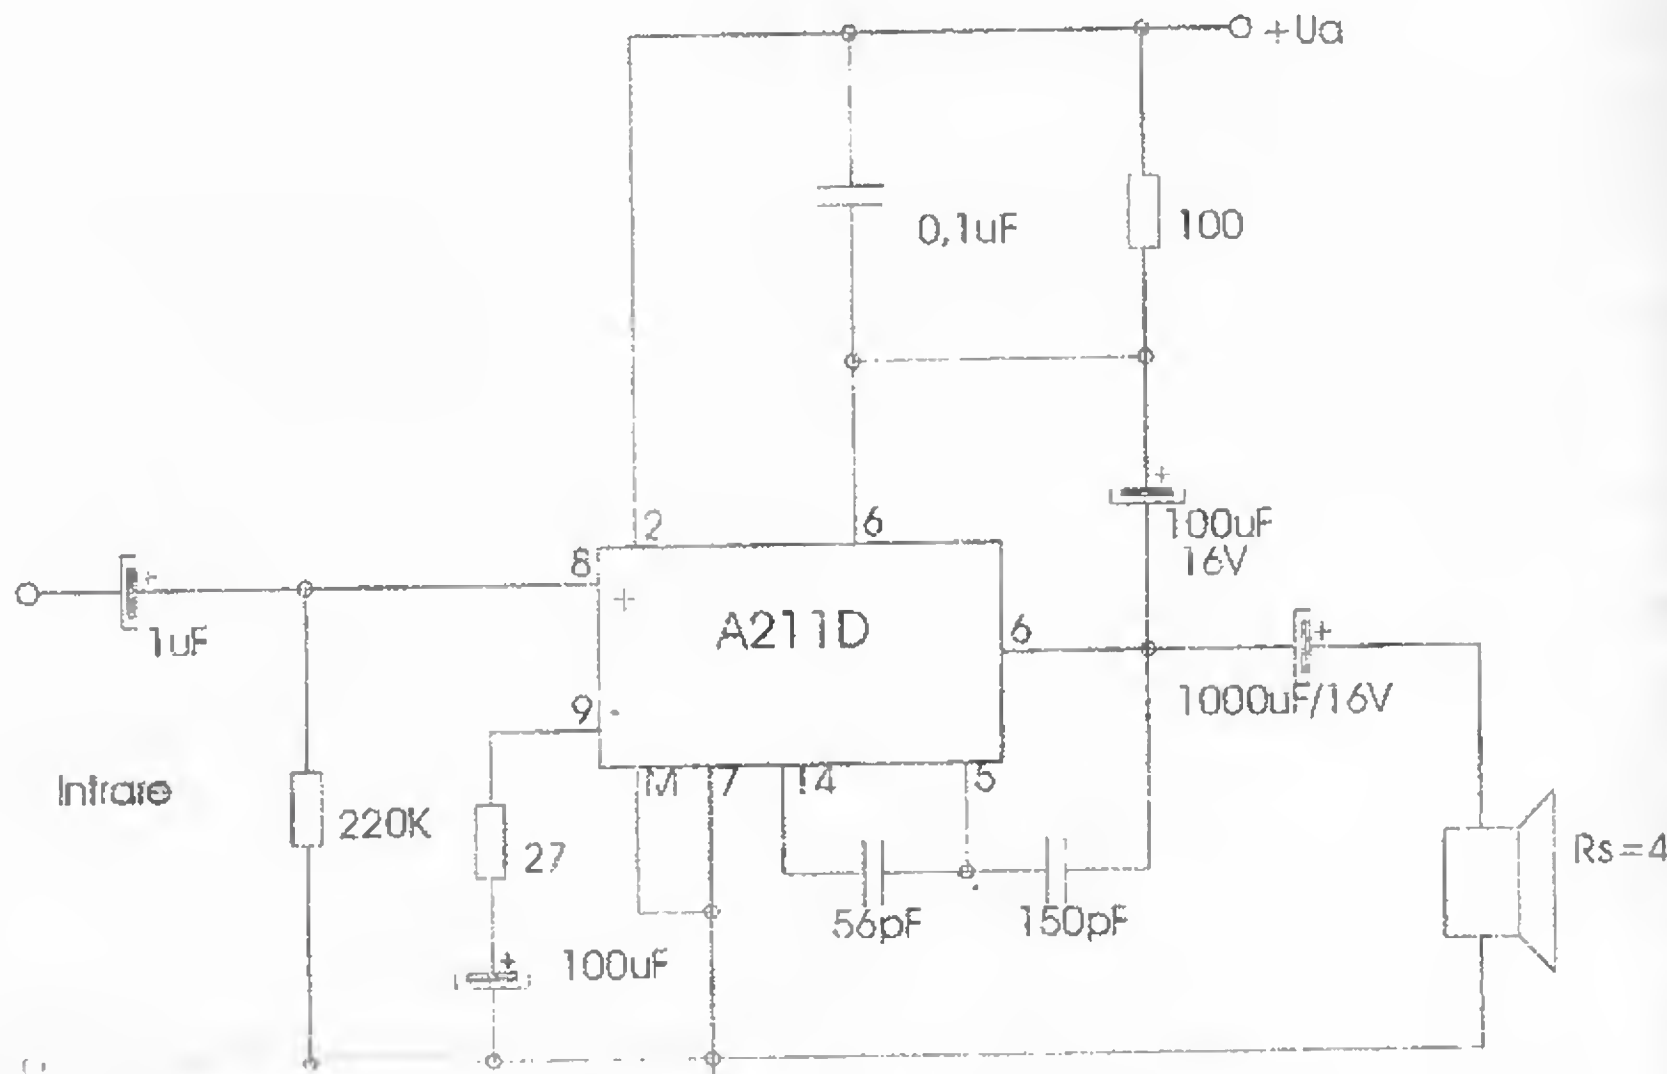 +Ua
0,1uF
100
2
6
+
100uF
16V
8
+
A211D
6
+
1uF
+
1000uF/16V
9
-
M
7
14
5
Intrare
220K
27
56pF
150pF
Rs=4
+
100uF